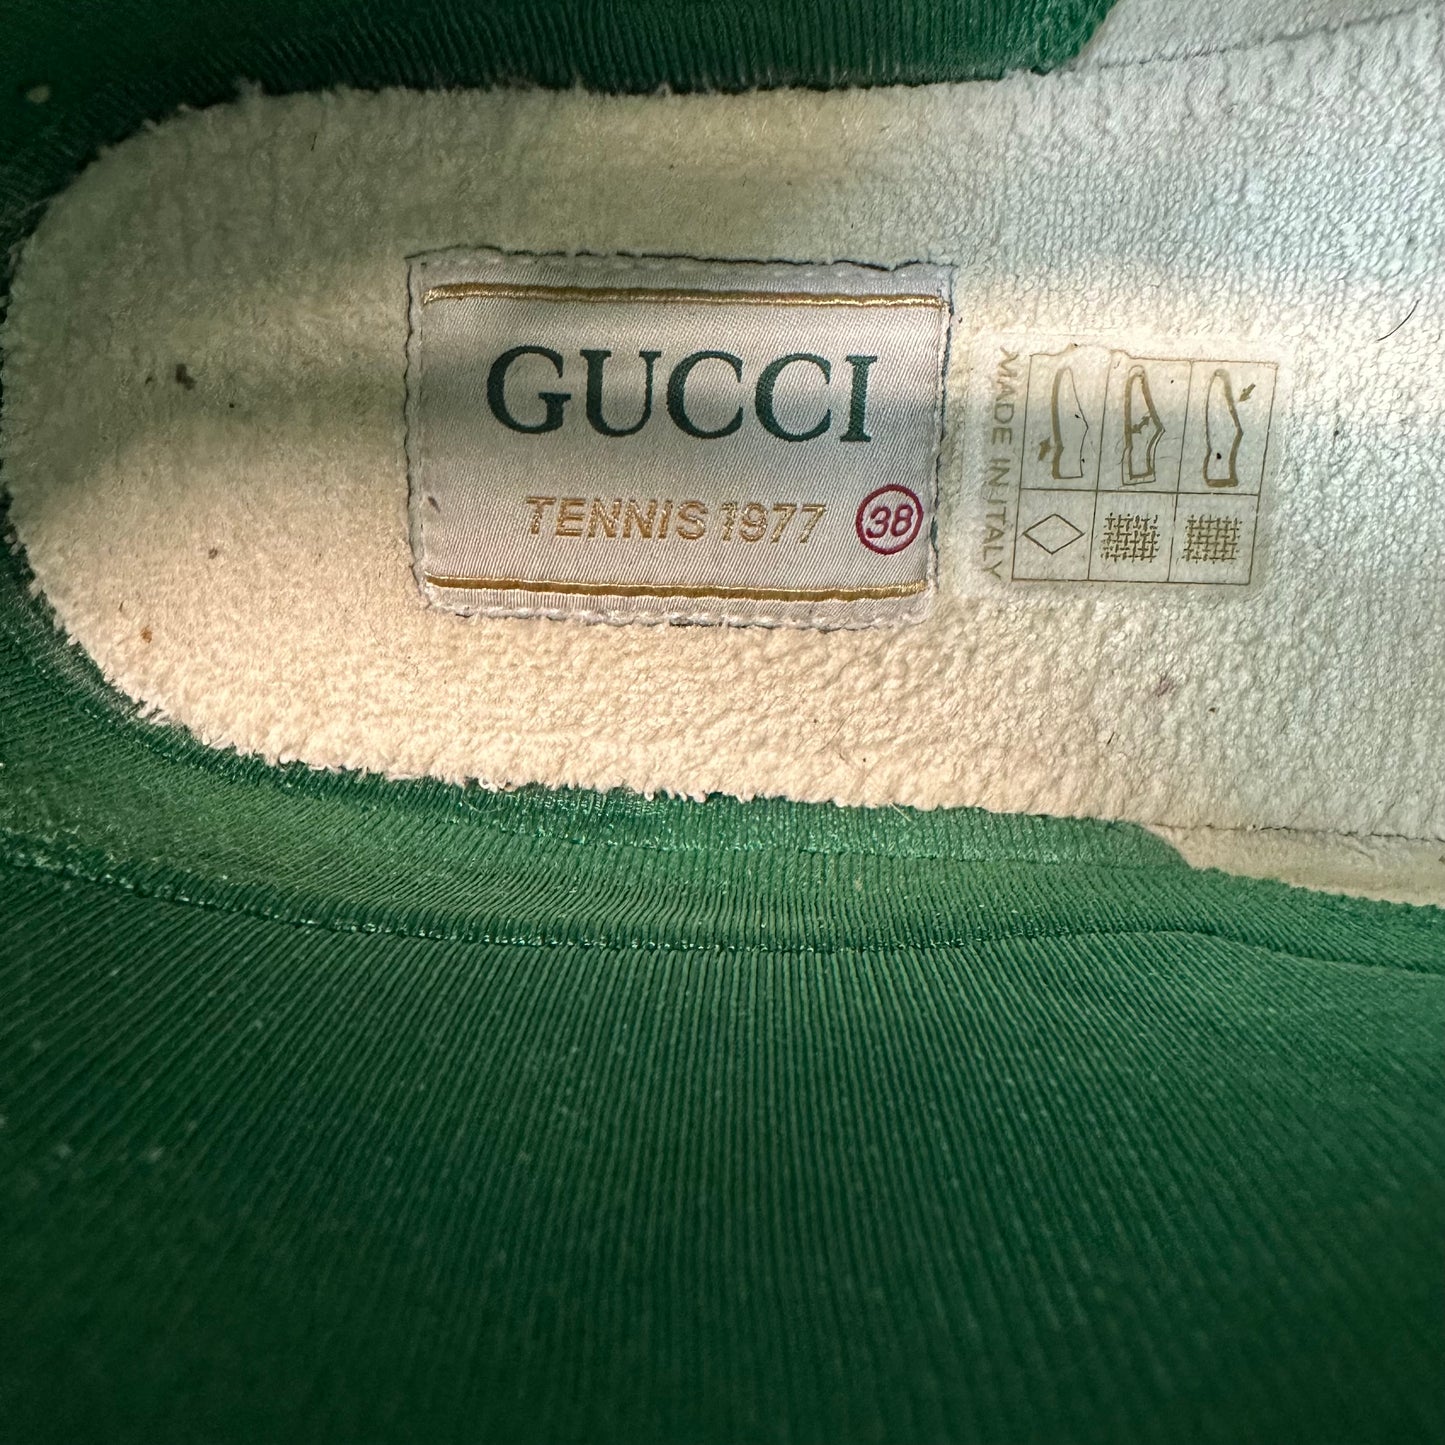 GUCCI
TENNIS 1977 38
MADE IN ITALY